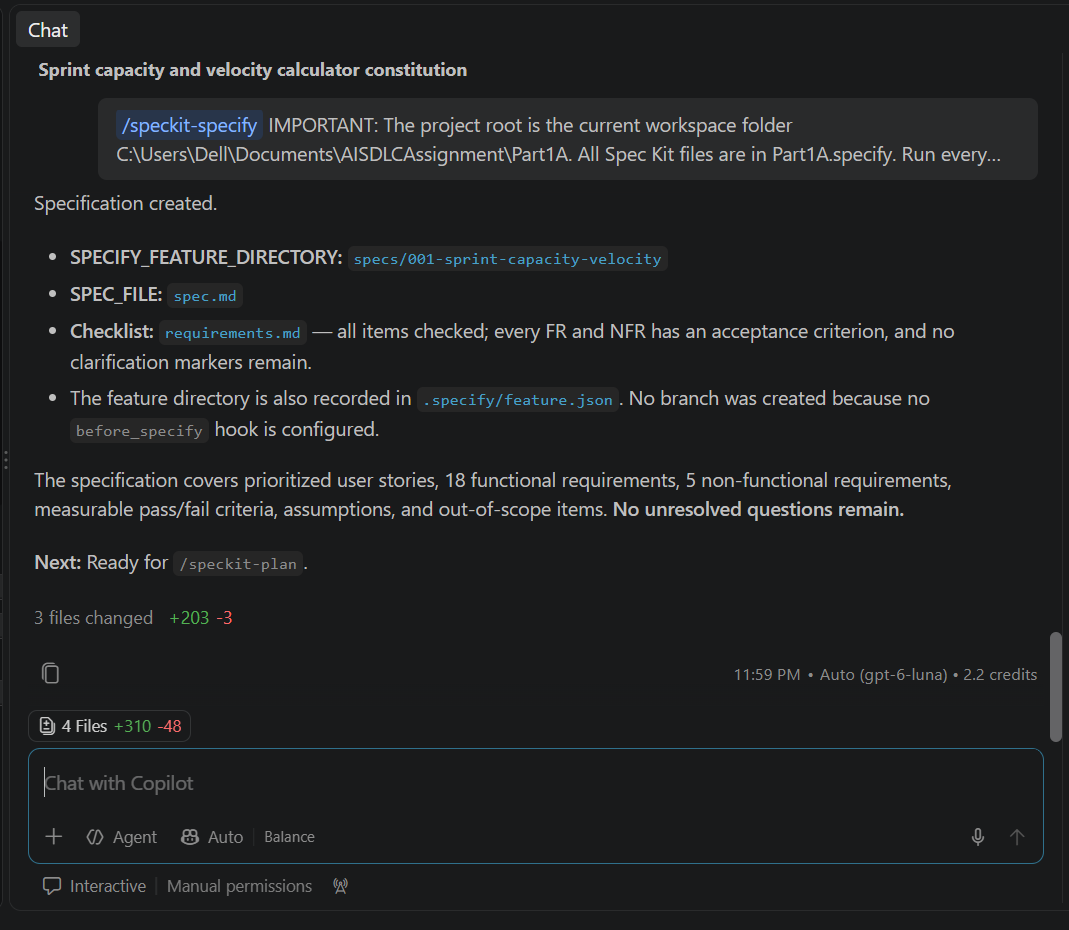 Chat
Sprint capacity and velocity calculator constitution
/speckit-specify IMPORTANT: The project root is the current workspace folder
C:\Users\Dell\Documents\AISDLCAssignment\Part1A. All Spec Kit files are in Part1A.specify. Run every...
Specification created.
• SPECIFY_FEATURE_DIRECTORY: specs/001-sprint-capacity-velocity
• SPEC_FILE: spec.md
• Checklist: requirements.md — all items checked; every FR and NFR has an acceptance criterion, and no
clarification markers remain.
• The feature directory is also recorded in .specify/feature.json. No branch was created because no
before_specify hook is configured.
The specification covers prioritized user stories, 18 functional requirements, 5 non-functional requirements,
measurable pass/fail criteria, assumptions, and out-of-scope items. No unresolved questions remain.
Next: Ready for /speckit-plan.
3 files changed +203 -3
11:59 PM • Auto (gpt-6-luna) • 2.2 credits
4 Files +310 -48
Chat with Copilot
Agent Auto Balance
Interactive Manual permissions